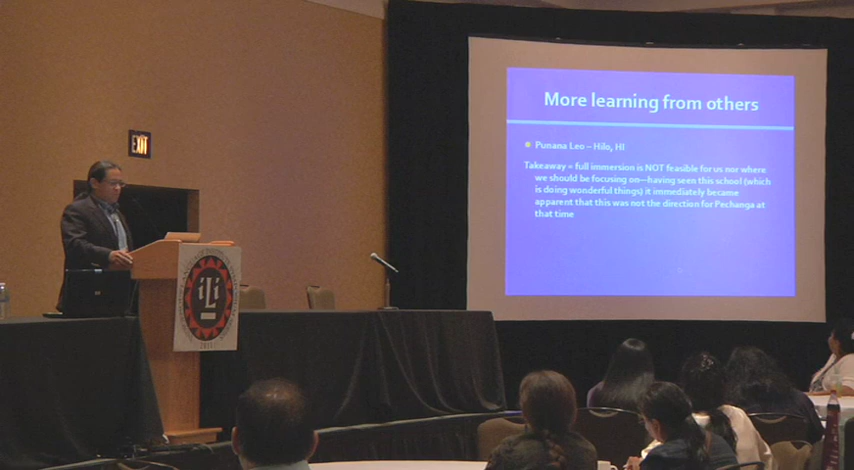 EXIT
More learning from others
Punana Leo – Hilo, HI
Takeaway = full immersion is NOT feasible for us nor where
we should be focusing on—having seen this school (which
is doing wonderful things) it immediately became
apparent that this was not the direction for Pechanga at
that time
iLi